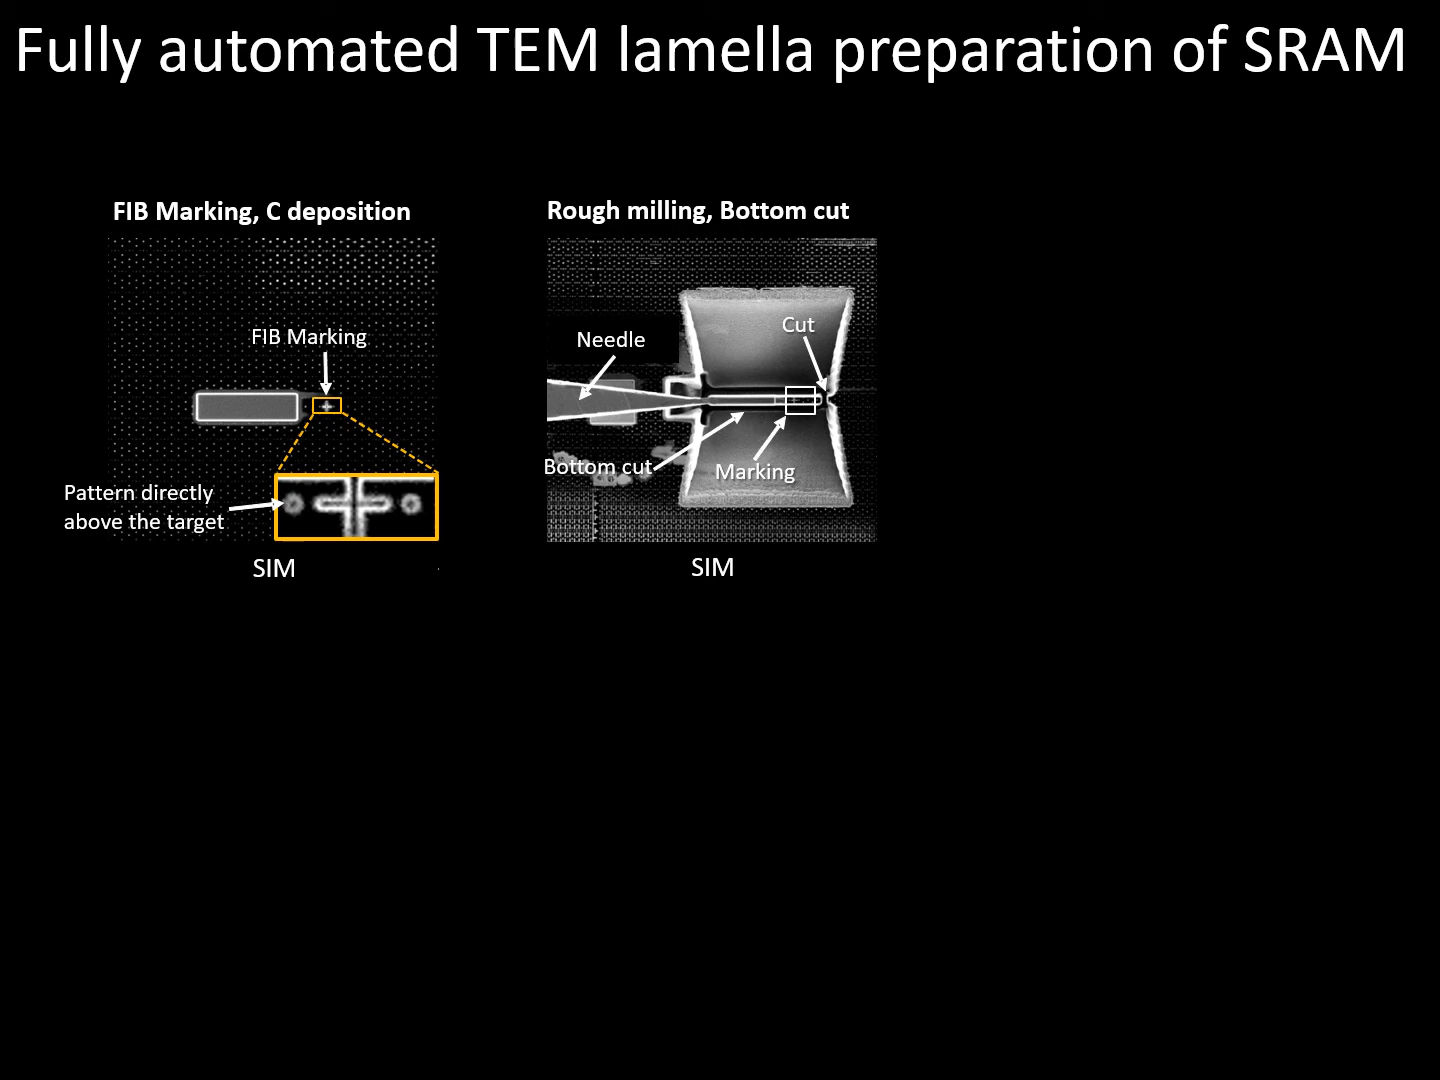 Fully automated TEM lamella preparation of SRAM
FIB Marking, C deposition
FIB Marking
Pattern directly
above the target
SIM
Rough milling, Bottom cut
Needle
Cut
Bottom cut
Marking
SIM